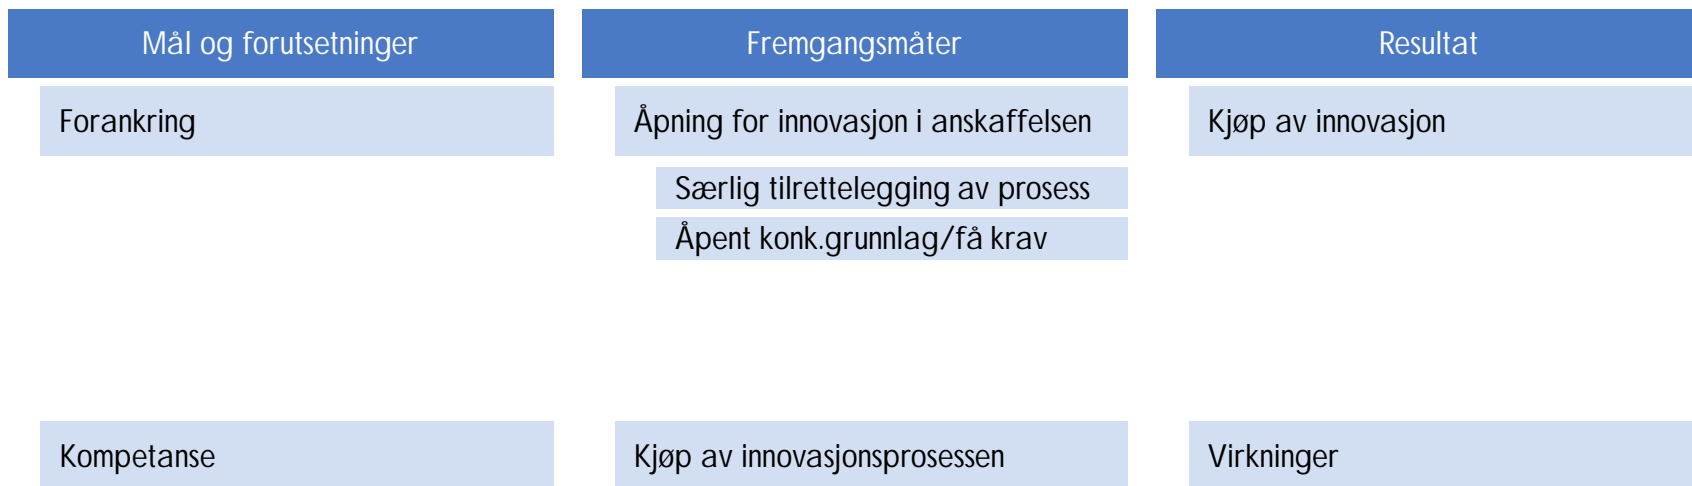 Mål og forutsetninger
Fremgangsmåter
Resultat
Forankring
Åpning for innovasjon i anskaffelsen
Kjøp av innovasjon
Særlig tilrettelegging av prosess
Åpent konk.grunnlag/få krav
Kompetanse
Kjøp av innovasjonsprosessen
Virkninger